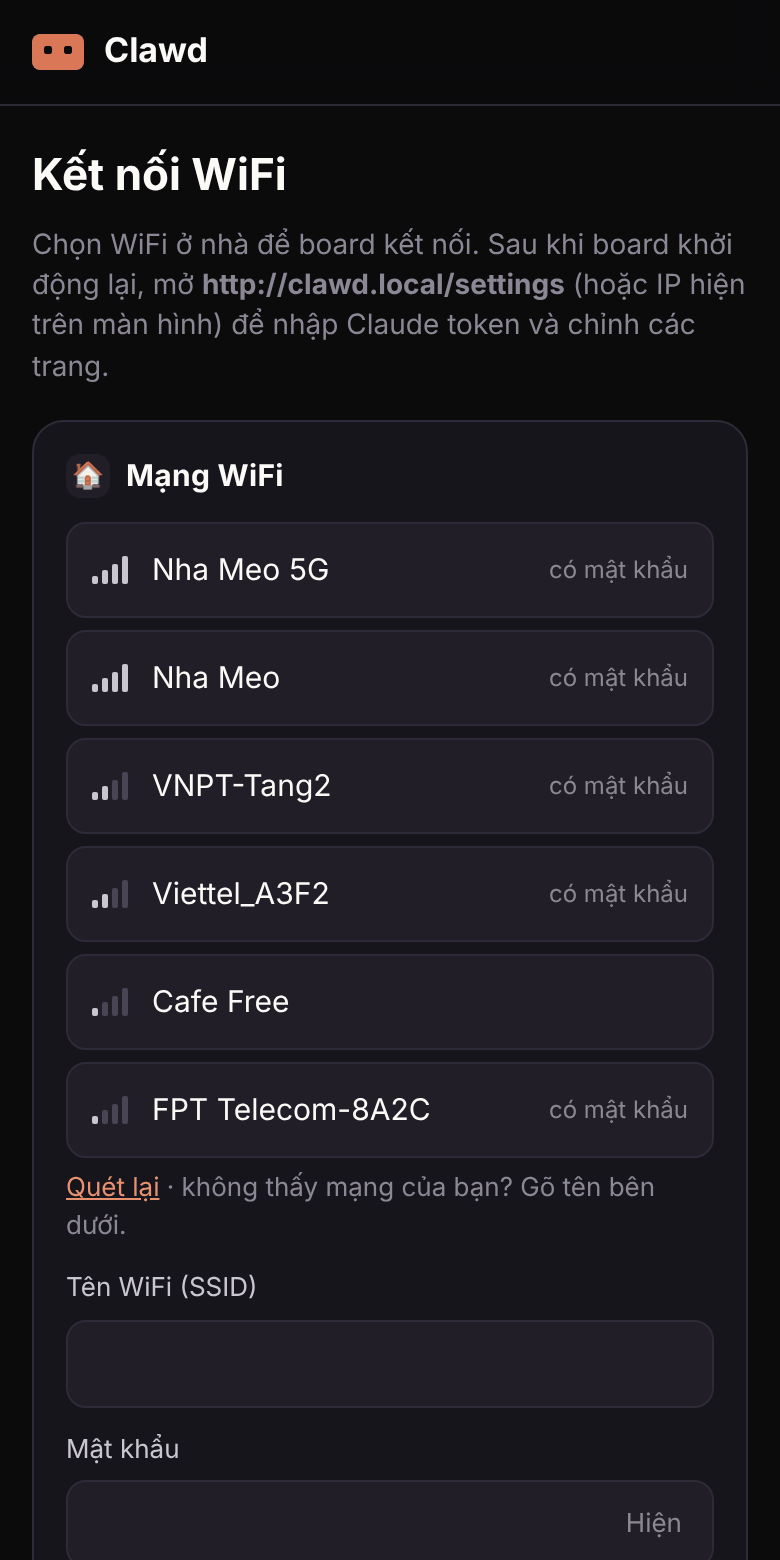 Clawd
Kết nối WiFi
Chọn WiFi ở nhà để board kết nối. Sau khi board khởi
động lại, mở http://clawd.local/settings (hoặc IP hiện
trên màn hình) để nhập Claude token và chỉnh các
trang.
Mạng WiFi
Nha Meo 5G có mật khẩu
Nha Meo có mật khẩu
VNPT-Tang2 có mật khẩu
Viettel_A3F2 có mật khẩu
Cafe Free
FPT Telecom-8A2C có mật khẩu
Quét lại · không thấy mạng của bạn? Gõ tên bên
dưới.
Tên WiFi (SSID)
Mật khẩu
Hiện